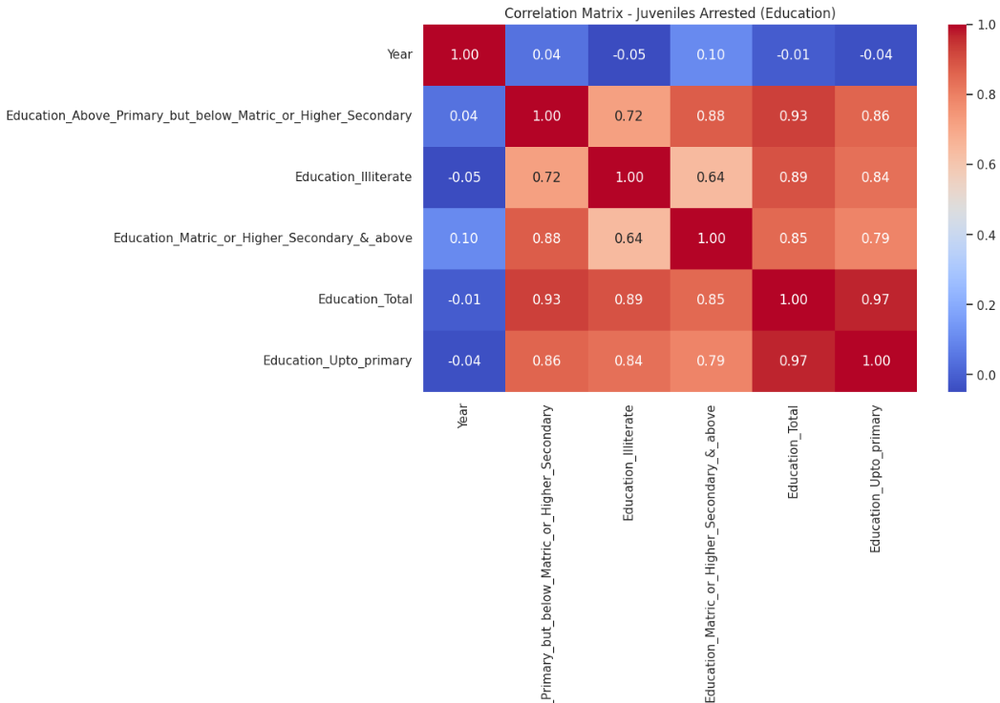 Correlation Matrix - Juveniles Arrested (Education)
Year
1.00 0.04 -0.05 0.10 -0.01 -0.04
Education_Above_Primary_but_below_Matric_or_Higher_Secondary
0.04 1.00 0.72 0.88 0.93 0.86
Education_Illiterate
-0.05 0.72 1.00 0.64 0.89 0.84
Education_Matric_or_Higher_Secondary_&_above
0.10 0.88 0.64 1.00 0.85 0.79
Education_Total
-0.01 0.93 0.89 0.85 1.00 0.97
Education_Upto_primary
-0.04 0.86 0.84 0.79 0.97 1.00
1.0
0.8
0.6
0.4
0.2
0.0
Year
_Primary_but_below_Matric_or_Higher_Secondary
Education_Illiterate
Education_Matric_or_Higher_Secondary_&_above
Education_Total
Education_Upto_primary